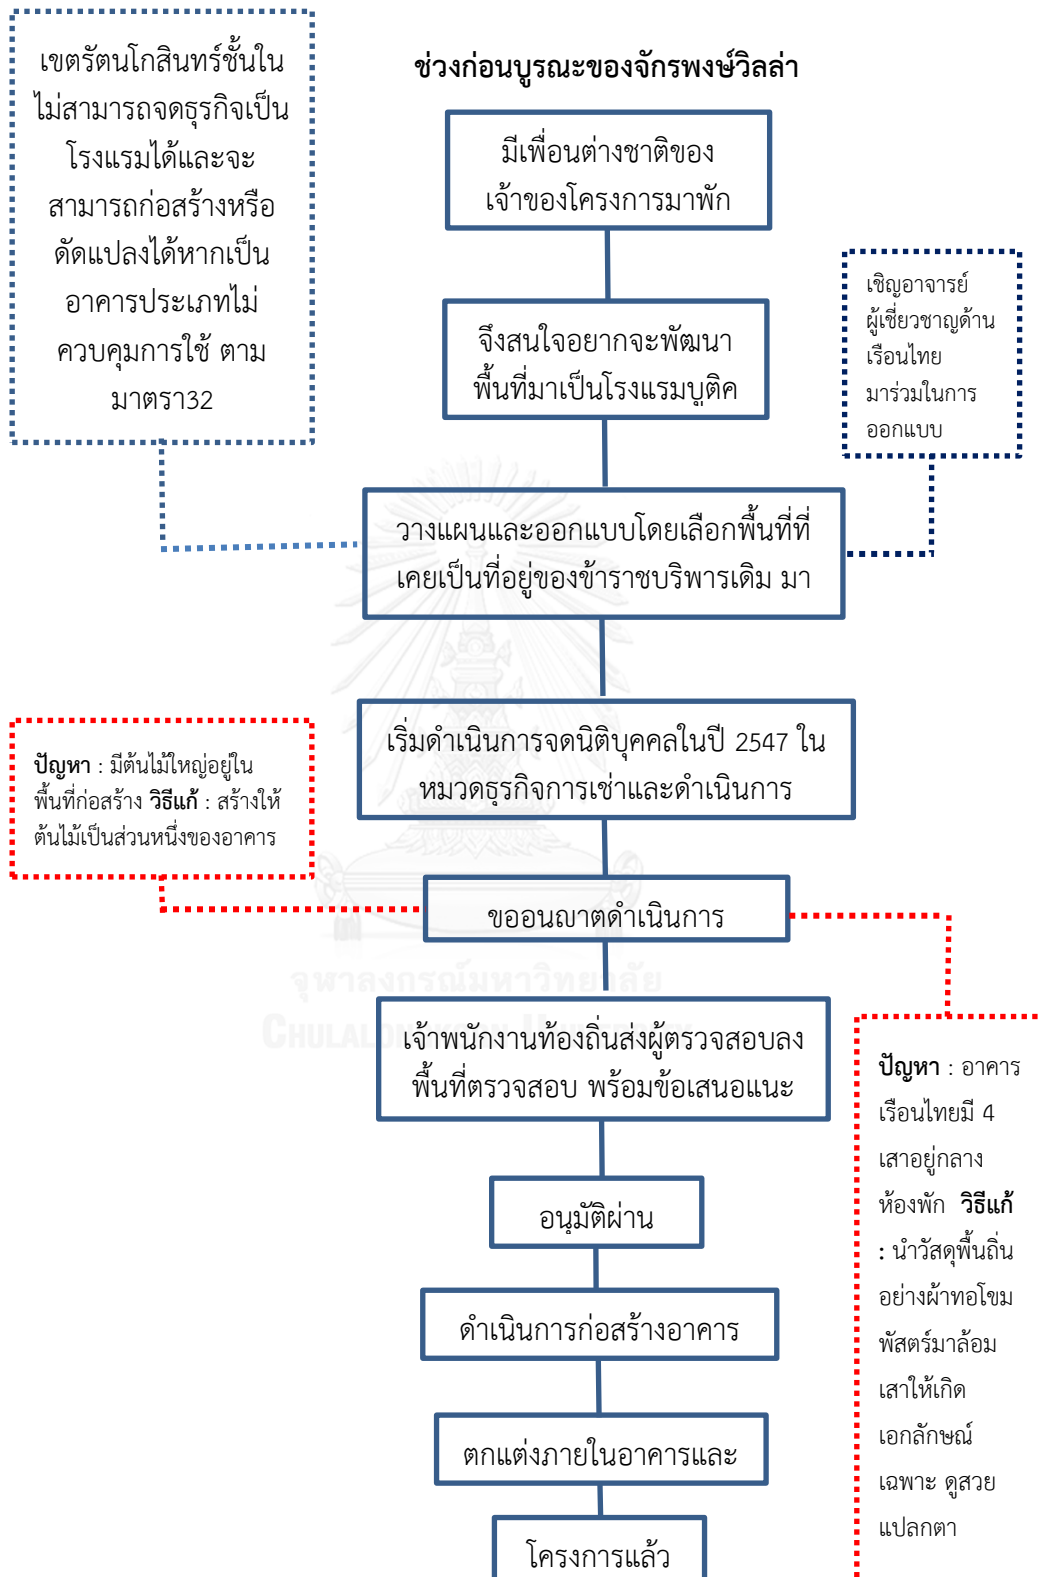 ช่วงก่อนบูรณะของจักรพงษ์วิลล่า
เขตรัตนโกสินทร์ชั้นใน
ไม่สามารถจดธุรกิจเป็น
โรงแรมได้และจะ
สามารถก่อสร้างหรือ
ดัดแปลงได้หากเป็น
อาคารประเภทไม่
ควบคุมการใช้ ตาม
มาตรา32
มีเพื่อนต่างชาติของ
เจ้าของโครงการมาพัก
จึงสนใจอยากจะพัฒนา
พื้นที่มาเป็นโรงแรมบูติค
เชิญอาจารย์
ผู้เชี่ยวชาญด้าน
เรือนไทย
มาร่วมในการ
ออกแบบ
วางแผนและออกแบบโดยเลือกพื้นที่ที่
เคยเป็นที่อยู่ของข้าราชบริพารเดิม มา
เริ่มดำเนินการจดนิติบุคคลในปี 2547 ใน
หมวดธุรกิจการเช่าและดำเนินการ
ปัญหา : มีต้นไม้ใหญ่อยู่ใน
พื้นที่ก่อสร้าง วิธีแก้ : สร้างให้
ต้นไม้เป็นส่วนหนึ่งของอาคาร
ขออนุญาตดำเนินการ
จุฬาลงกรณ์มหาวิทยาลัย
CHULALONGKORN UNIVERSITY
เจ้าพนักงานท้องถิ่นส่งผู้ตรวจสอบลง
พื้นที่ตรวจสอบ พร้อมข้อเสนอแนะ
ปัญหา : อาคาร
เรือนไทยมี 4
เสาอยู่กลาง
ห้องพัก วิธีแก้
: นำวัสดุพื้นถิ่น
อย่างผ้าทอโขม
พัสตร์มาล้อม
เสาให้เกิด
เอกลักษณ์
เฉพาะ ดูสวย
แปลกตา
อนุมัติผ่าน
ดำเนินการก่อสร้างอาคาร
ตกแต่งภายในอาคารและ
โครงการแล้ว